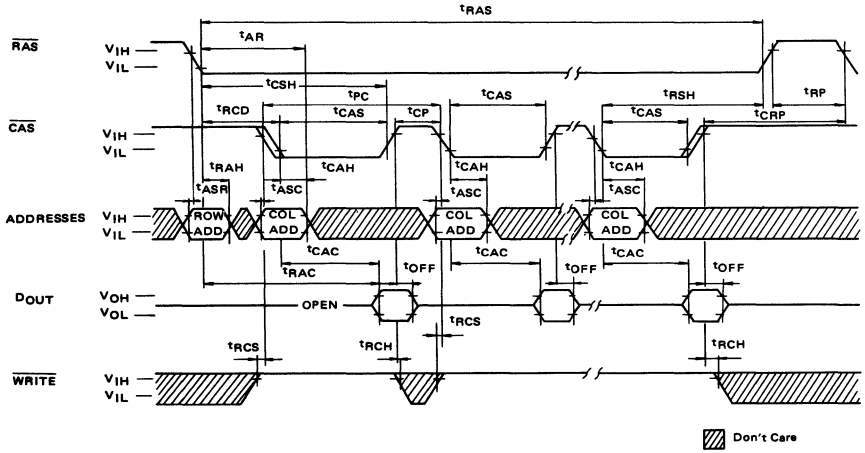 tRAS
tAR
RAS
VIH
VIL
tCSH
tRP
tPC
tRCD
tCAS
tCP
tCAS
tRSH
tCAS
tCRP
CAS
VIH
VIL
tRAH
tCAH
tCAH
tCAH
tASR
tASC
tASC
tASC
ADDRESSES
VIH
VIL
ROW
ADD
COL
ADD
COL
ADD
COL
ADD
tCAC
tCAC
tCAC
tRAC
tOFF
tOFF
tOFF
DOUT
VOH
VOL
OPEN
tRCS
tRCS
tRCH
tRCH
WRITE
VIH
VIL
Don't Care